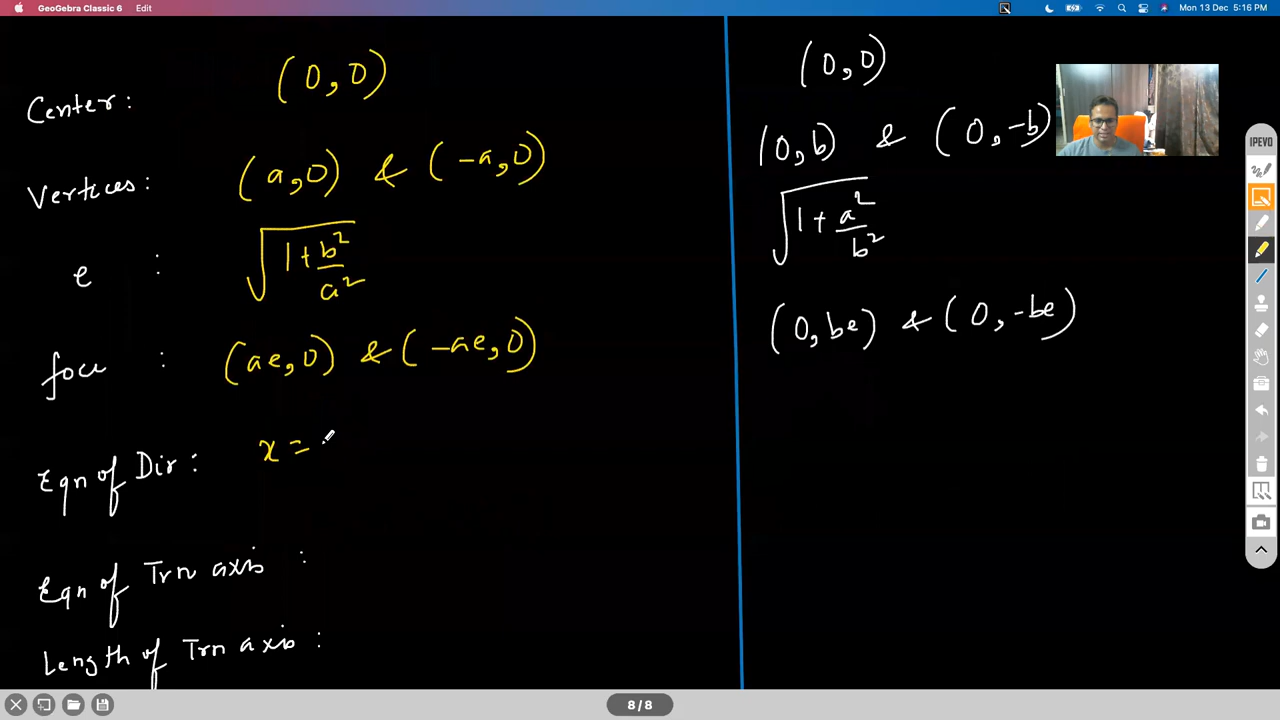 GeoGebra Classic 6 Edit Mon 13 Dec 5:16 PM
Center: (0,0) (0,0)
Vertices: (a,0) & (-a,0) (0,b) & (0,-b)
e : √(1+b²/a²) √(1+a²/b²)
foci : (ae,0) & (-ae,0) (0,be) & (0,-be)
Eqn of Dir: x =
Eqn of Trn axis :
Length of Trn axis :
IPEVO
8/8